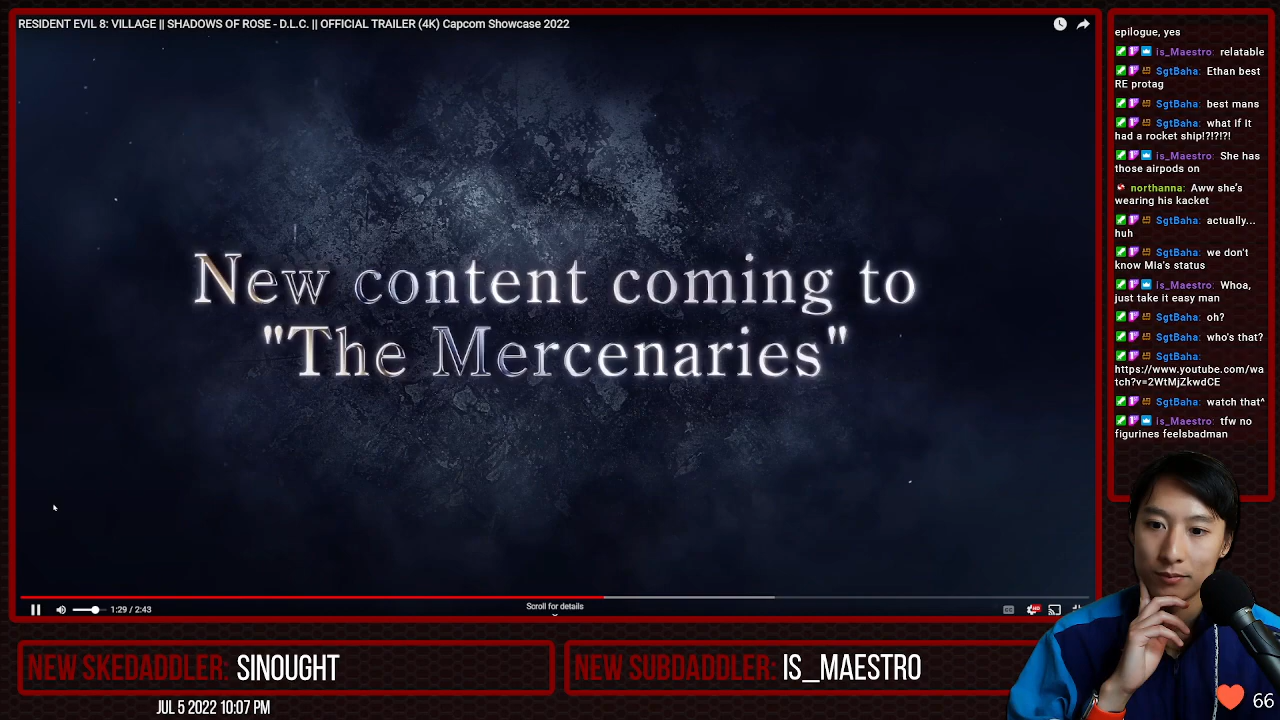 RESIDENT EVIL 8: VILLAGE || SHADOWS OF ROSE - D.L.C. || OFFICIAL TRAILER (4K) Capcom Showcase 2022
New content coming to
"The Mercenaries"
1:29 / 2:43
Scroll for details
CC
HD
epilogue, yes
is_Maestro: relatable
SgtBaha: Ethan best
RE protag
SgtBaha: best mans
SgtBaha: what if It
had a rocket ship!?!?!?!
is_Maestro: She has
those airpods on
northanna: Aww she's
wearing his kacket
SgtBaha: actually...
huh
SgtBaha: we don't
know Mia's status
is_Maestro: Whoa,
just take it easy man
SgtBaha: oh?
SgtBaha: who's that?
SgtBaha:
https://www.youtube.com/wa
tch?v=2WtMjZkwdCE
SgtBaha: watch that^
is_Maestro: tfw no
figurines feelsbadman
NEW SKEDADDLER: SINOUGHT
NEW SUBDADDLER: IS_MAESTRO
JUL 5 2022 10:07 PM
66